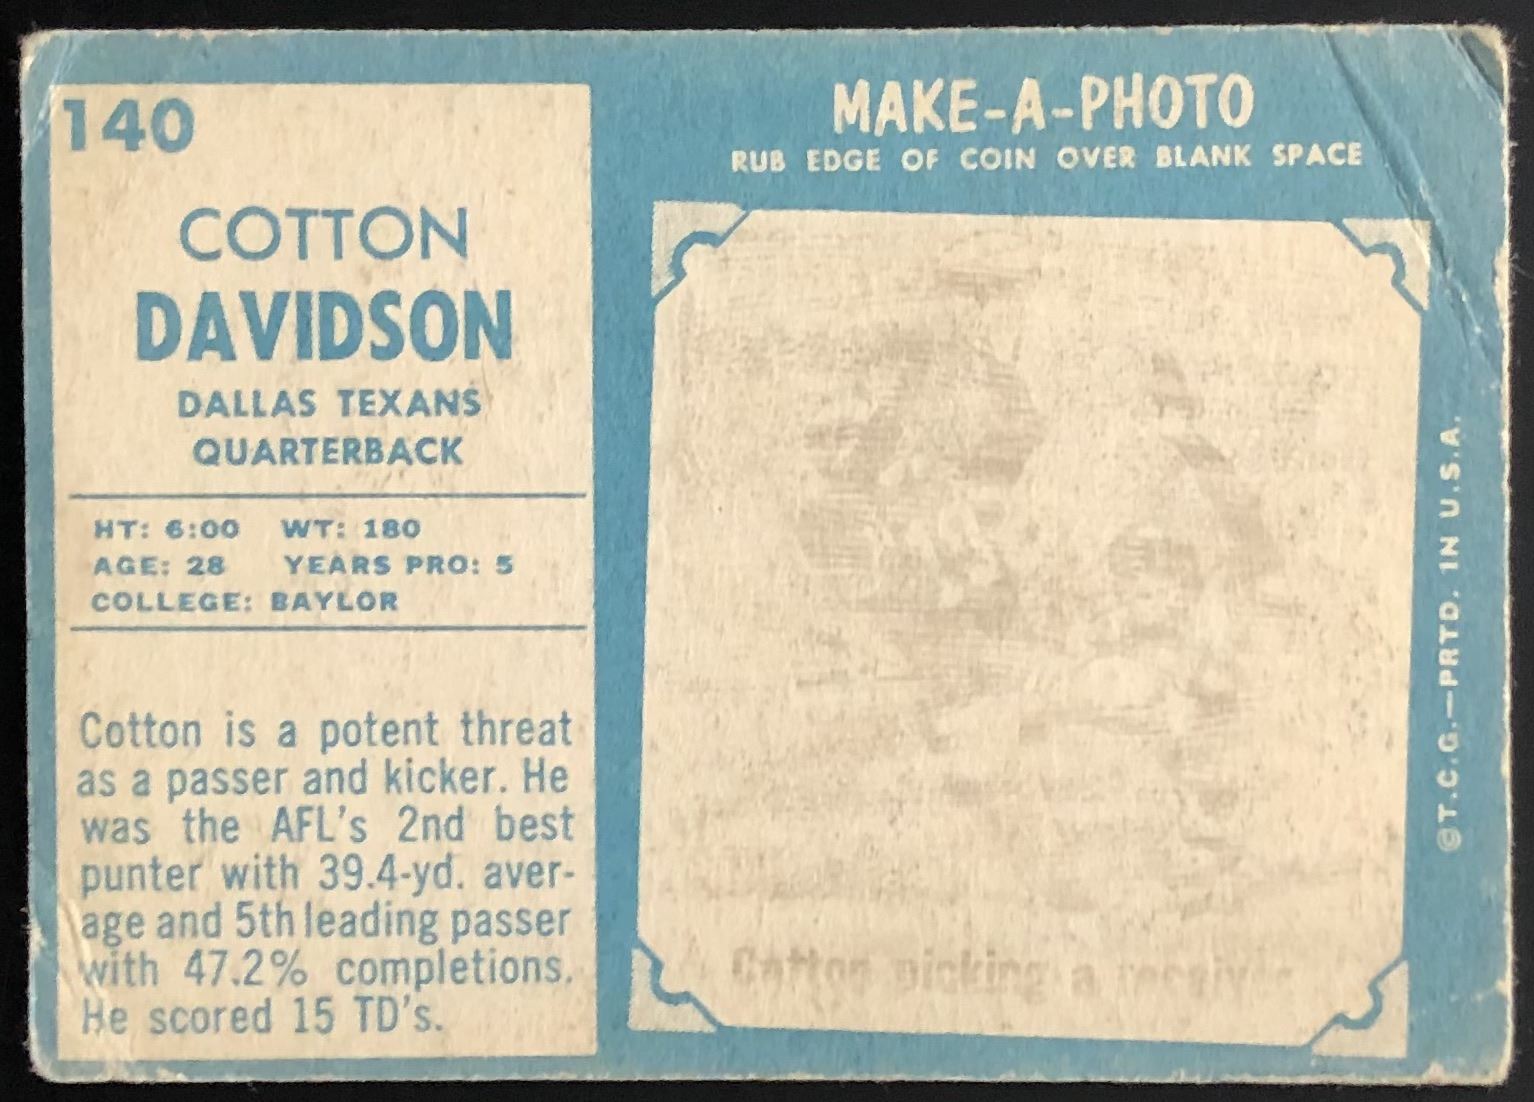 140
COTTON
DAVIDSON
DALLAS TEXANS
QUARTERBACK
HT: 6:00 WT: 180
AGE: 28 YEARS PRO: 5
COLLEGE: BAYLOR
Cotton is a potent threat
as a passer and kicker. He
was the AFL's 2nd best
punter with 39.4-yd. aver-
age and 5th leading passer
with 47.2% completions.
He scored 15 TD's.
MAKE-A-PHOTO
RUB EDGE OF COIN OVER BLANK SPACE
Cotton picking a
©T.C.G.—PRTD. IN U.S.A.